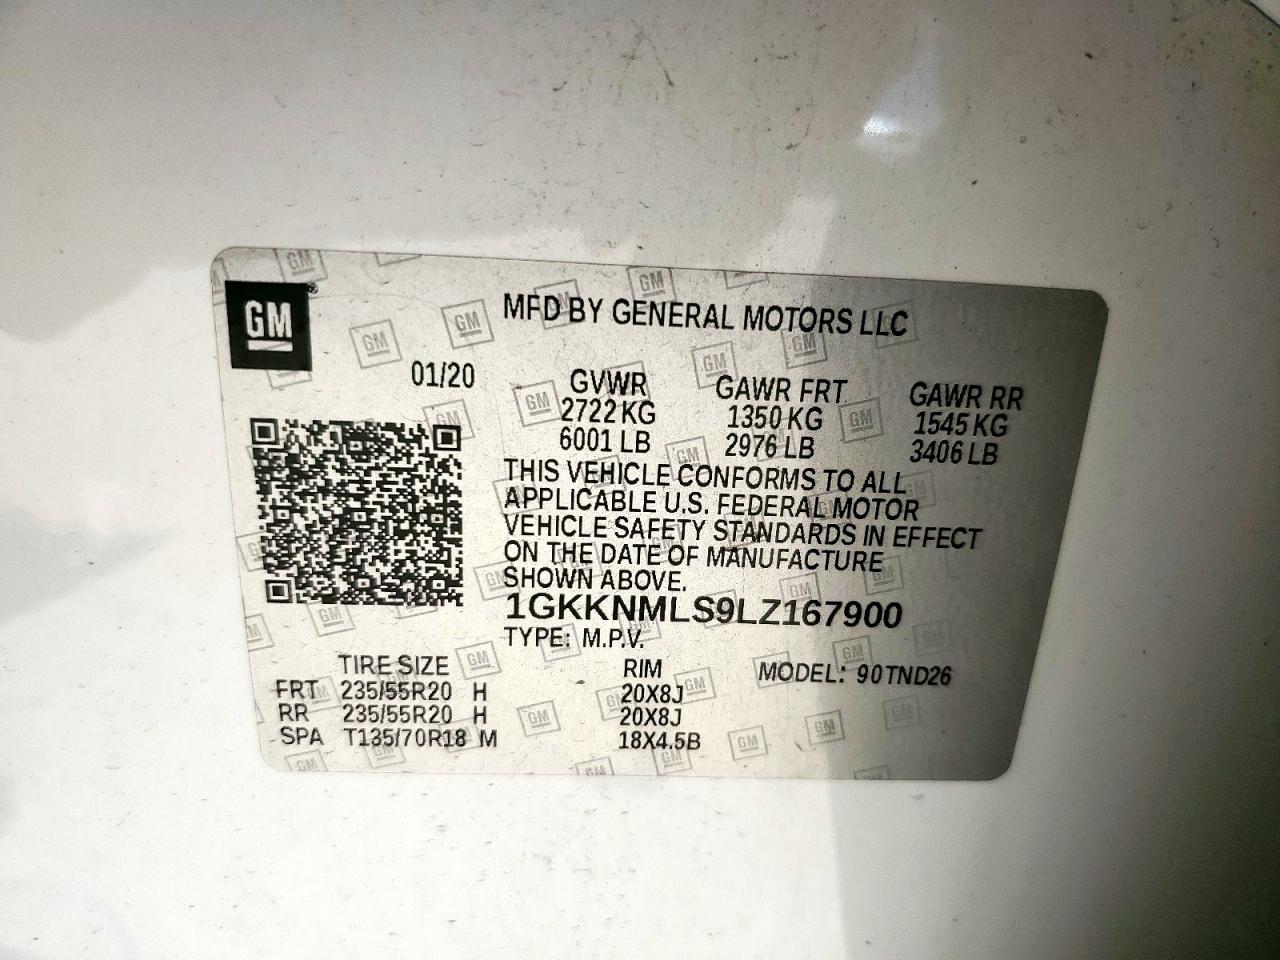 GM
MFD BY GENERAL MOTORS LLC
01/20
GVWR GAWR FRT GAWR RR
2722 KG 1350 KG 1545 KG
6001 LB 2976 LB 3406 LB
THIS VEHICLE CONFORMS TO ALL
APPLICABLE U.S. FEDERAL MOTOR
VEHICLE SAFETY STANDARDS IN EFFECT
ON THE DATE OF MANUFACTURE
SHOWN ABOVE.
1GKKNMLS9LZ167900
TYPE: M.P.V.
TIRE SIZE RIM MODEL: 90TND26
FRT 235/55R20 H 20X8J
RR 235/55R20 H 20X8J
SPA T135/70R18 M 18X4.5B